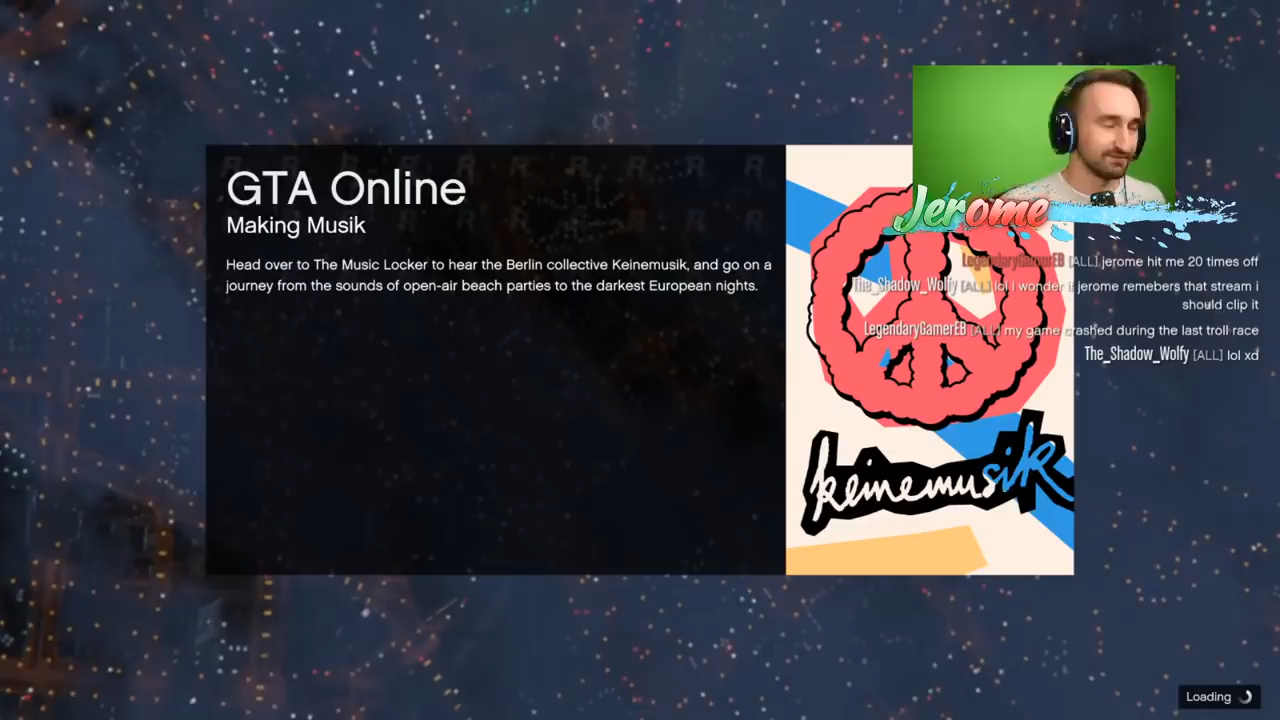 GTA Online
Making Musik
Head over to The Music Locker to hear the Berlin collective Keinemusik, and go on a
journey from the sounds of open-air beach parties to the darkest European nights.
Jerome
LegendaryGamerEB [ALL] jerome hit me 20 times off
The_Shadow_Wolfy [ALL] lol i wonder if jerome remebers that stream i
should clip it
LegendaryGamerEB [ALL] my game crashed during the last troll race
The_Shadow_Wolfy [ALL] lol xd
keinemusik
Loading